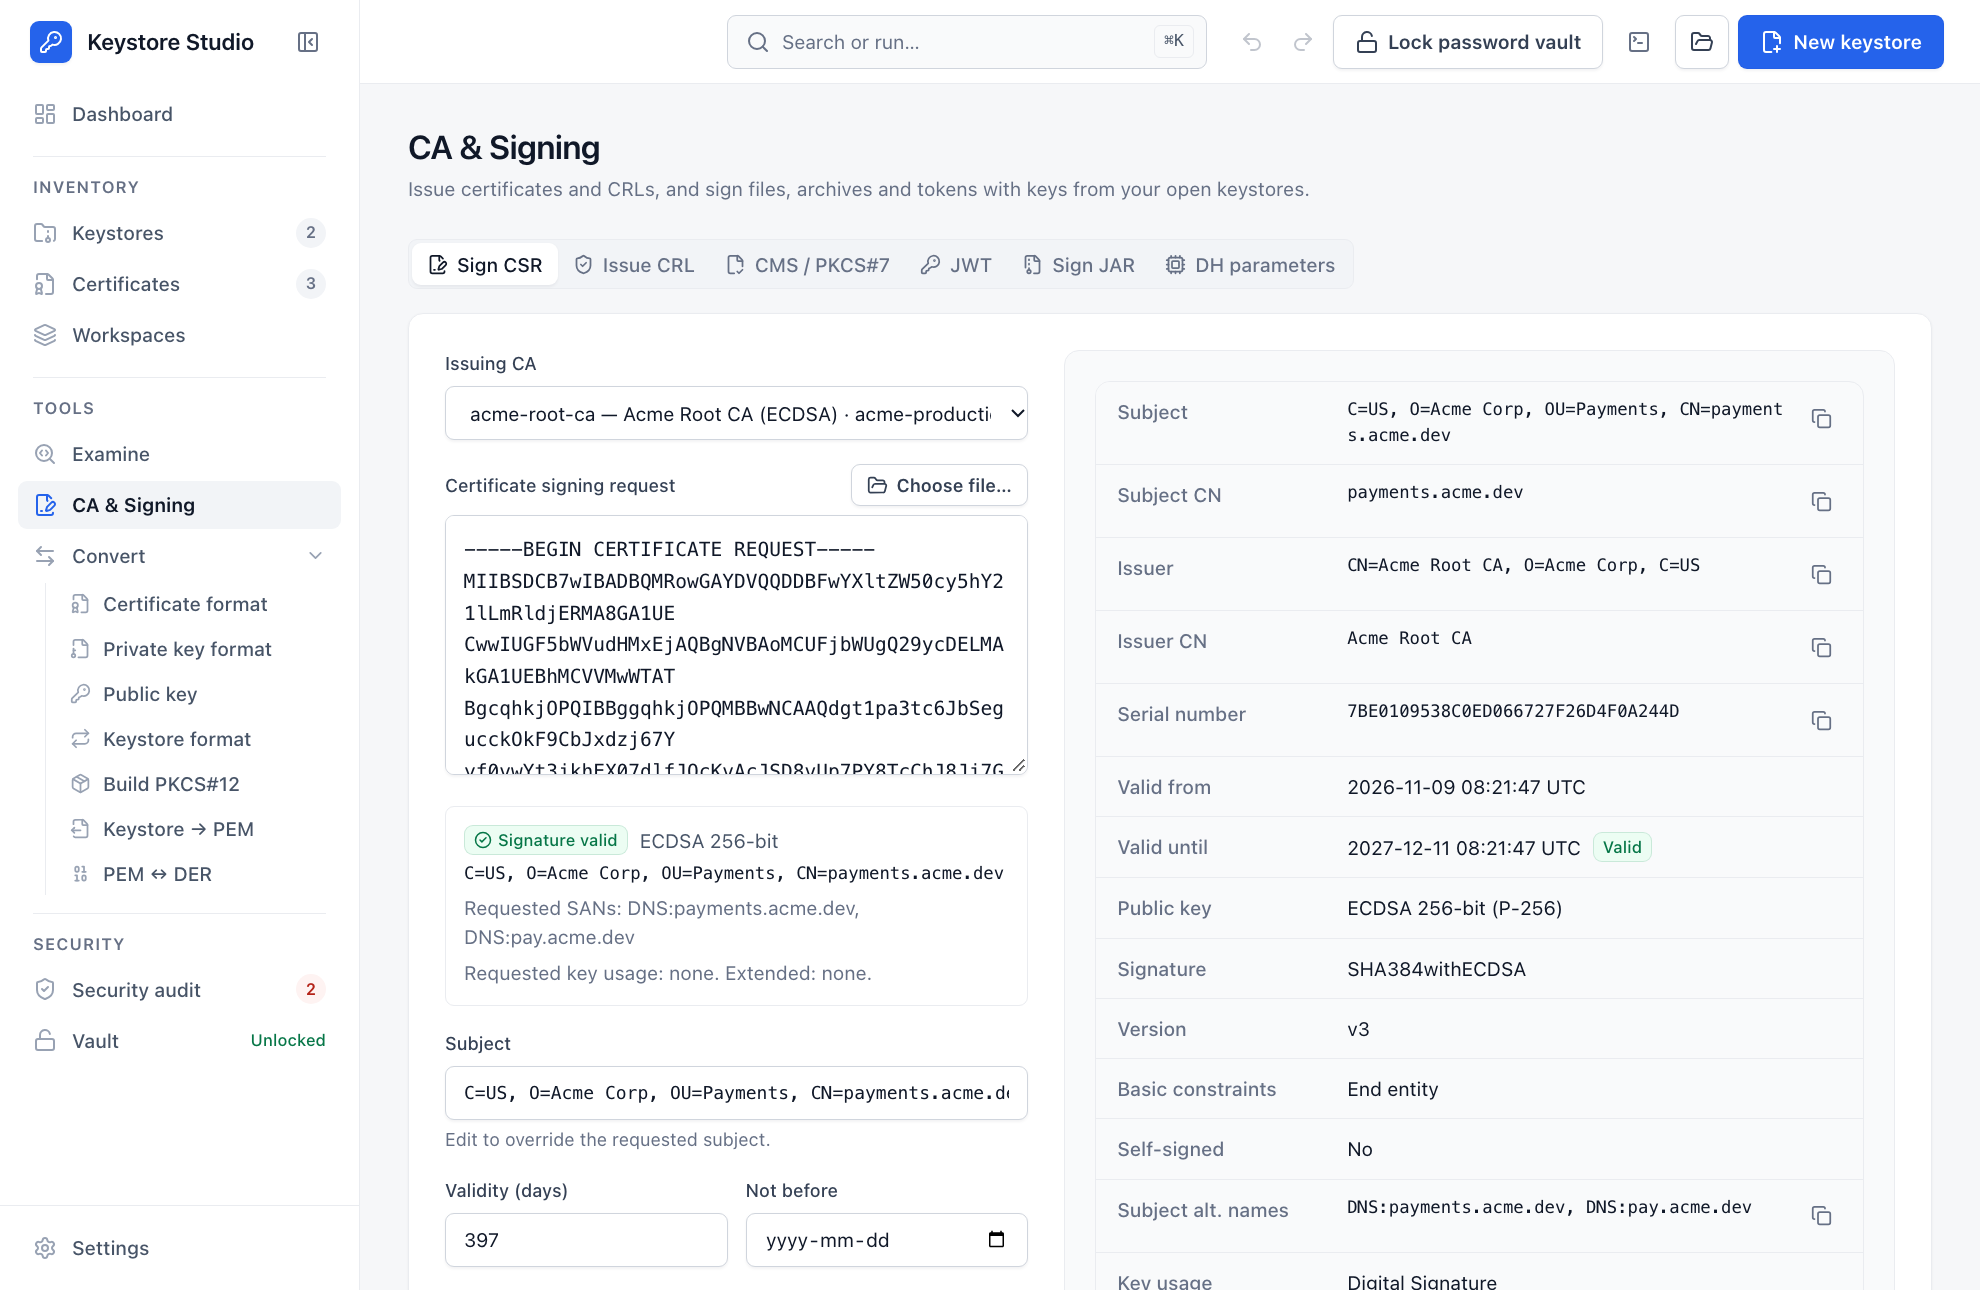 Keystore Studio
Search or run...
⌘K
Lock password vault
New keystore
Dashboard
INVENTORY
Keystores 2
Certificates 3
Workspaces
TOOLS
Examine
CA & Signing
Convert
Certificate format
Private key format
Public key
Keystore format
Build PKCS#12
Keystore → PEM
PEM ↔ DER
SECURITY
Security audit 2
Vault Unlocked
Settings
CA & Signing
Issue certificates and CRLs, and sign files, archives and tokens with keys from your open keystores.
Sign CSR Issue CRL CMS / PKCS#7 JWT Sign JAR DH parameters
Issuing CA
acme-root-ca — Acme Root CA (ECDSA) · acme-producti
Certificate signing request
Choose file...
-----BEGIN CERTIFICATE REQUEST-----
MIIBSDCB7wIBADBQMRowGAYDVQQDDBFwYXltZW50cy5hY2
1lLmRldjERMA8GA1UE
CwwIUGF5bWVudHMxEjAQBgNVBAoMCUFjbWUgQ29ycDELMA
kGA1UEBhMCVVMwWTAT
BgcqhkjOPQIBBggqhkjOPQMBBwNCAAQdgt1pa3tc6JbSeg
ucckOkF9CbJxdzj67Y
Signature valid ECDSA 256-bit
C=US, O=Acme Corp, OU=Payments, CN=payments.acme.dev
Requested SANs: DNS:payments.acme.dev,
DNS:pay.acme.dev
Requested key usage: none. Extended: none.
Subject
C=US, O=Acme Corp, OU=Payments, CN=payments.acme.de
Edit to override the requested subject.
Validity (days)
397
Not before
yyyy-mm-dd
Subject C=US, O=Acme Corp, OU=Payments, CN=payment
s.acme.dev
Subject CN payments.acme.dev
Issuer CN=Acme Root CA, O=Acme Corp, C=US
Issuer CN Acme Root CA
Serial number 7BE0109538C0ED066727F26D4F0A244D
Valid from 2026-11-09 08:21:47 UTC
Valid until 2027-12-11 08:21:47 UTC Valid
Public key ECDSA 256-bit (P-256)
Signature SHA384withECDSA
Version v3
Basic constraints End entity
Self-signed No
Subject alt. names DNS:payments.acme.dev, DNS:pay.acme.dev
Key usage Digital Signature